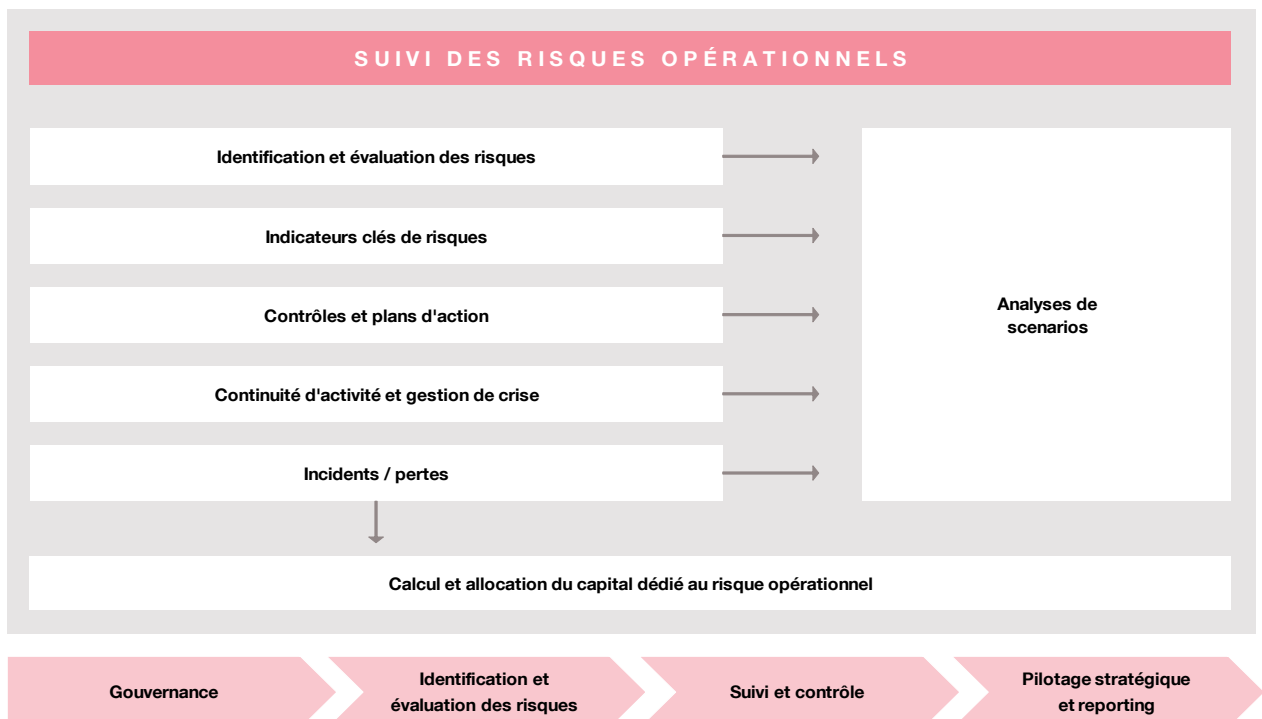 SUIVI DES RISQUES OPÉRATIONNELS
Identification et évaluation des risques
Indicateurs clés de risques
Contrôles et plans d'action
Continuité d'activité et gestion de crise
Incidents / pertes
Analyses de
scenarios
Calcul et allocation du capital dédié au risque opérationnel
Gouvernance
Identification et
évaluation des risques
Suivi et contrôle
Pilotage stratégique
et reporting